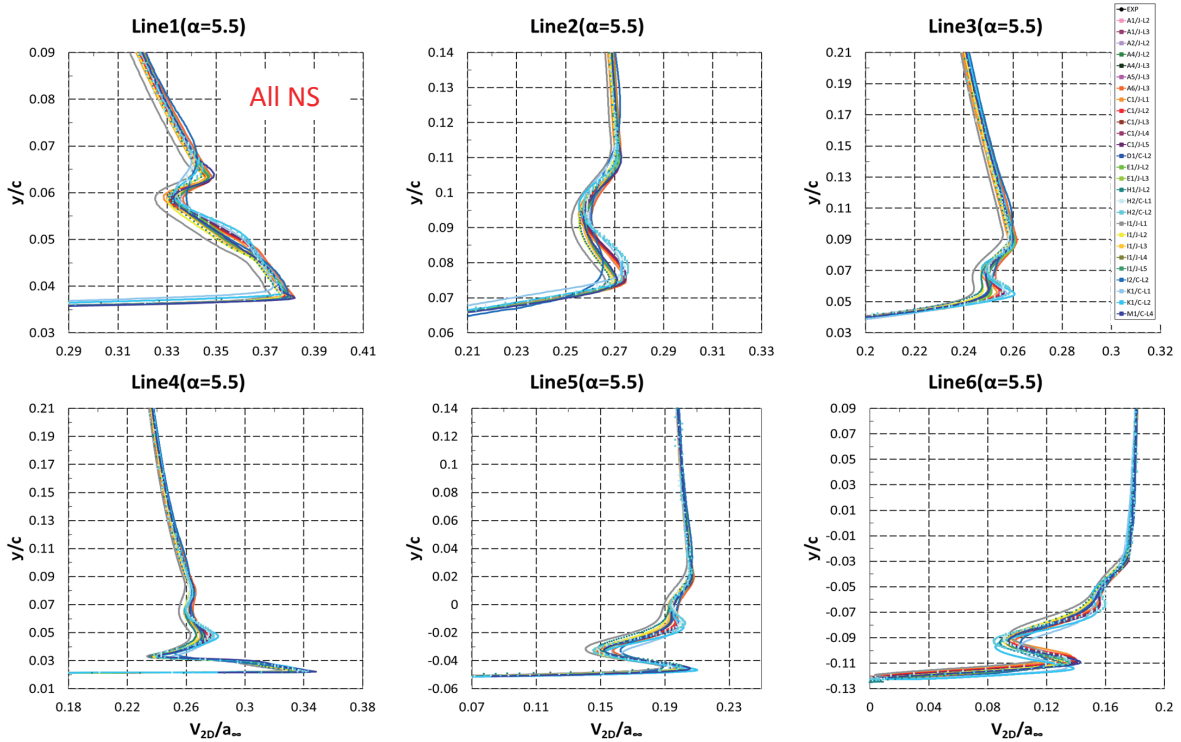 Line1(α=5.5)
Line2(α=5.5)
Line3(α=5.5)
All NS
y/c
0.09
0.08
0.07
0.06
0.05
0.04
0.03
0.29
0.31
0.33
0.35
0.37
0.39
0.41
y/c
0.14
0.13
0.12
0.11
0.1
0.09
0.08
0.07
0.06
0.21
0.23
0.25
0.27
0.29
0.31
0.33
y/c
0.21
0.19
0.17
0.15
0.13
0.11
0.09
0.07
0.05
0.03
0.2
0.22
0.24
0.26
0.28
0.3
0.32
EXP
A1/J-L2
A1/J-L3
A2/J-L2
A4/J-L2
A4/J-L3
A5/J-L3
A6/J-L3
C1/J-L1
C1/J-L2
C1/J-L3
C1/J-L4
C1/J-L5
D1/C-L2
E1/J-L2
E1/J-L3
H1/J-L2
H2/C-L1
H2/C-L2
I1/J-L1
I1/J-L2
I1/J-L3
I1/J-L4
I1/J-L5
I2/C-L2
K1/C-L1
K1/C-L2
M1/C-L4
Line4(α=5.5)
Line5(α=5.5)
Line6(α=5.5)
y/c
0.21
0.19
0.17
0.15
0.13
0.11
0.09
0.07
0.05
0.03
0.01
0.22
0.26
0.3
0.34
0.38
V2D/a∞
y/c
0.14
0.12
0.1
0.08
0.06
0.04
0.02
0
-0.02
-0.04
-0.06
0.07
0.11
0.15
0.19
0.23
V2D/a∞
y/c
0.09
0.07
0.05
0.03
0.01
-0.01
-0.03
-0.05
-0.07
-0.09
-0.11
-0.13
0
0.04
0.08
0.12
0.16
0.2
V2D/a∞